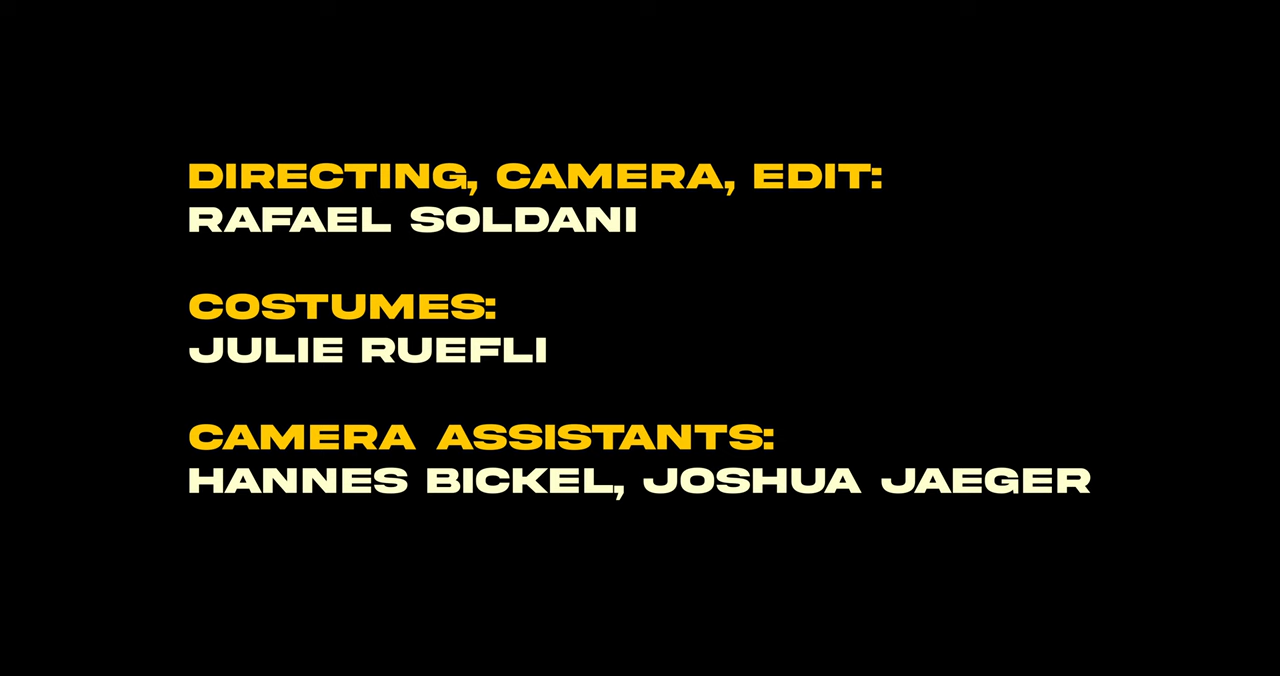 DIRECTING, CAMERA, EDIT:
RAFAEL SOLDANI
COSTUMES:
JULIE RUEFLI
CAMERA ASSISTANTS:
HANNES BICKEL, JOSHUA JAEGER